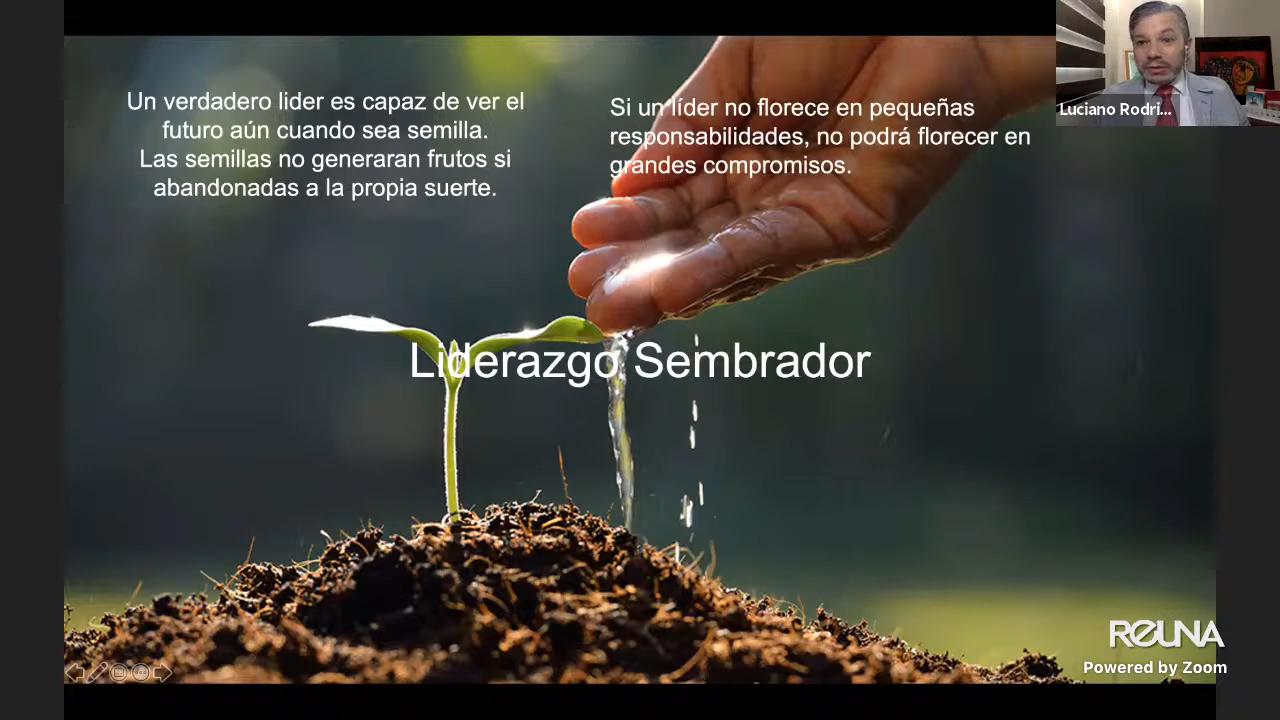 Un verdadero lider es capaz de ver el
futuro aún cuando sea semilla.
Las semillas no generaran frutos si
abandonadas a la propia suerte.
Si un líder no florece en pequeñas
responsabilidades, no podrá florecer en
grandes compromisos.
Luciano Rodri...
Liderazgo Sembrador
REUNA
Powered by Zoom